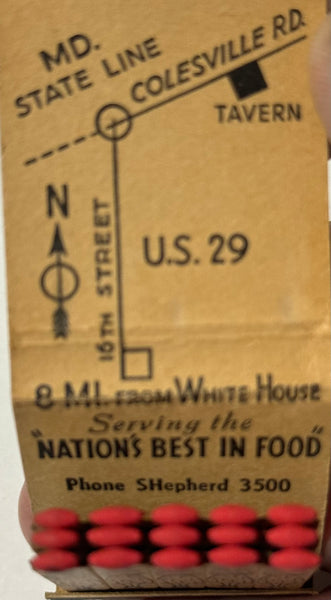 MD.
STATE LINE
COLESVILLE RD.
TAVERN
N
16TH STREET
U.S. 29
8 MI. FROM WHITE HOUSE
Serving the
"NATION'S BEST IN FOOD"
Phone SHepherd 3500